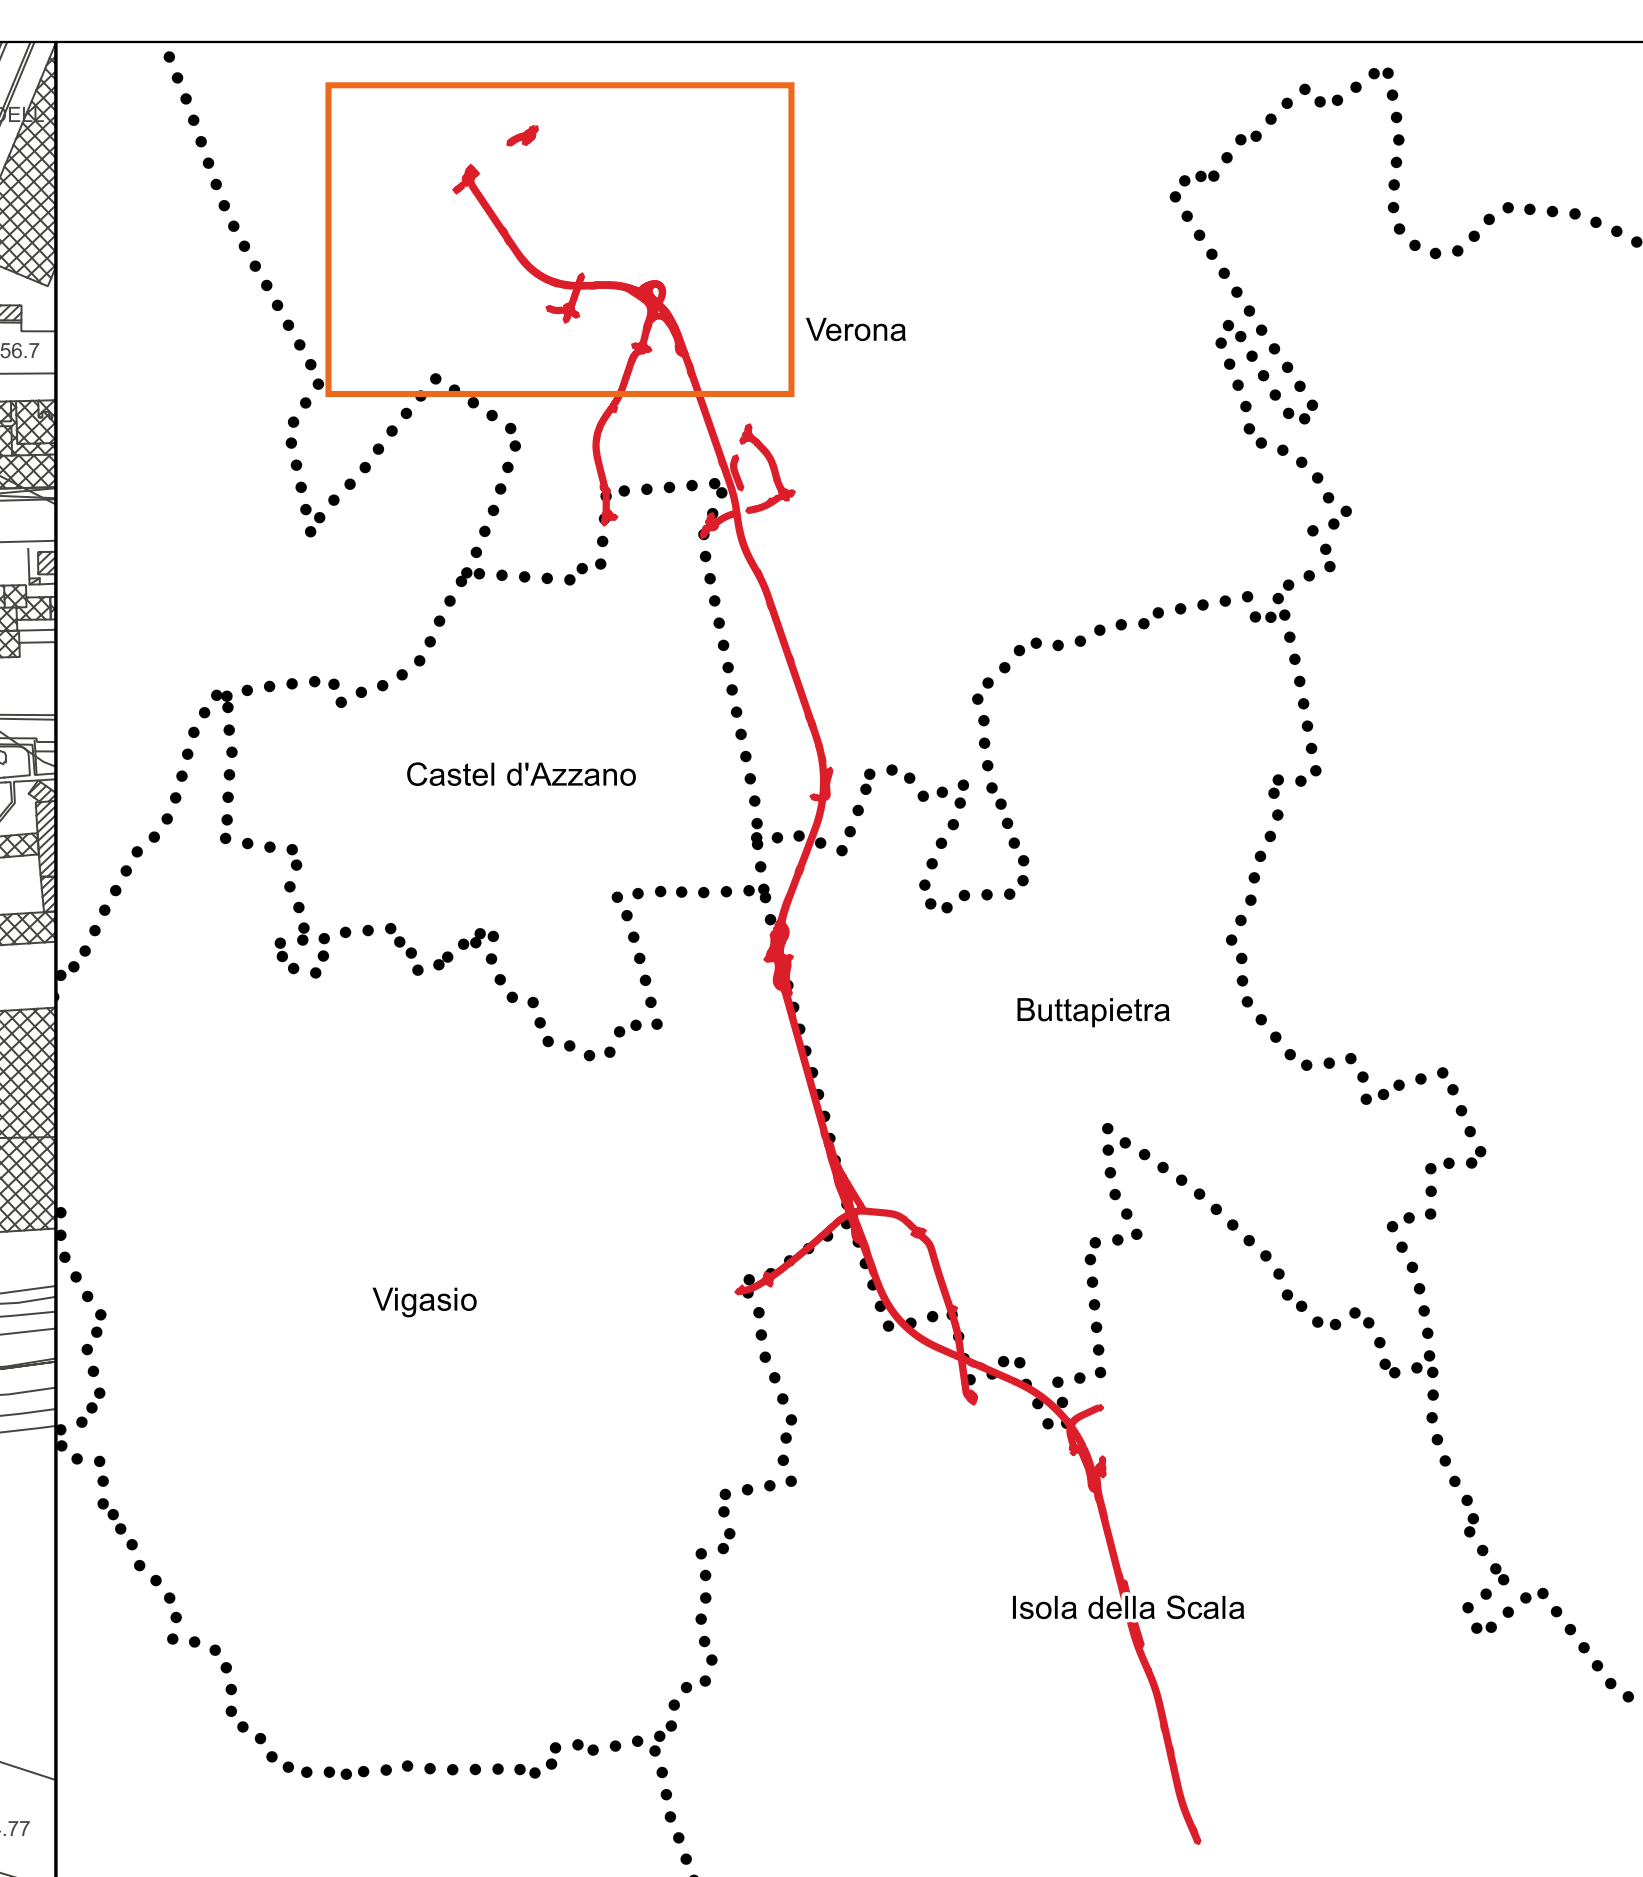 56.7
Verona
Castel d'Azzano
Buttapietra
Vigasio
Isola della Scala
.77